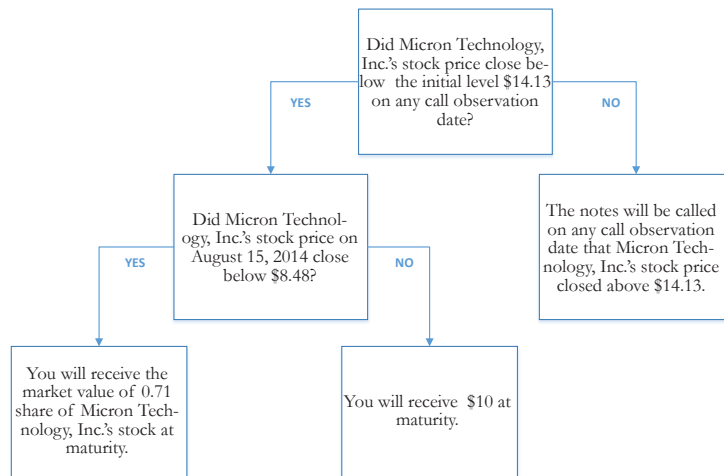 Did Micron Technology,
Inc.'s stock price close be-
low the initial level $14.13
on any call observation
date?
YES
NO
Did Micron Technol-
ogy, Inc.'s stock price on
August 15, 2014 close
below $8.48?
The notes will be called
on any call observation
date that Micron Tech-
nology, Inc.'s stock price
closed above $14.13.
YES
NO
You will receive the
market value of 0.71
share of Micron Tech-
nology, Inc.'s stock at
maturity.
You will receive $10 at
maturity.